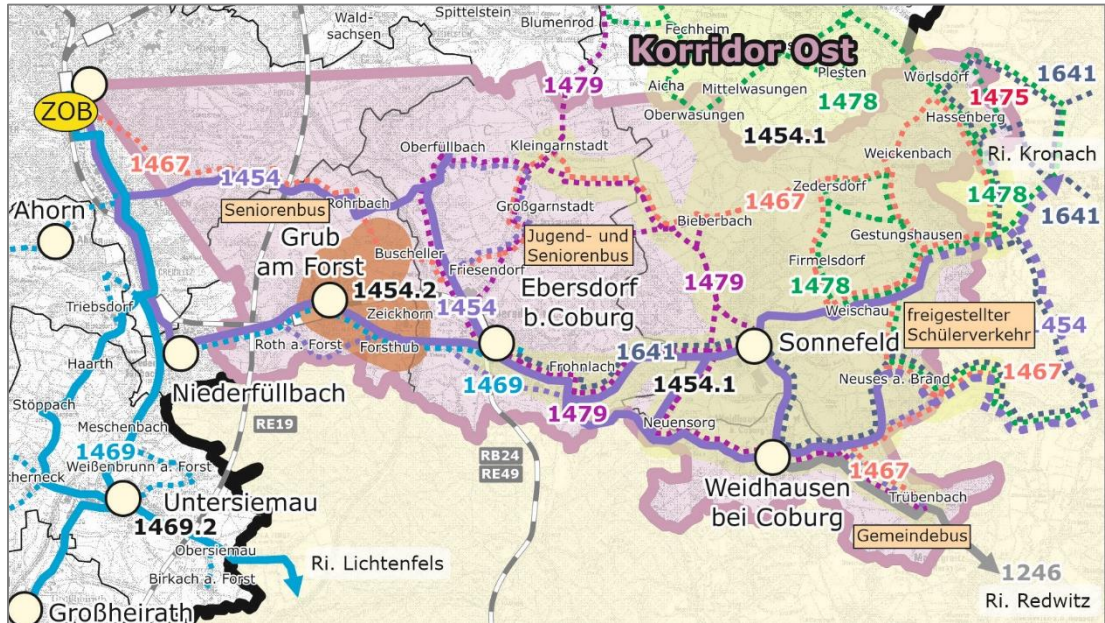 Wald-
sachsen
Spittelstein
Blumenrod
Fechheim
Korridor Ost
Plesten
Wörlsdorf
1641
1479
Aicha
Mittelwasungen
1478
1475
Oberwasungen
Hassenberg
ZOB
1454.1
Oberfüllbach
Kleingarnstadt
Weickenbach
Ri. Kronach
1467
1454
Zedersdorf
1467
1478
Rohrbach
Großgarnstadt
Bieberbach
1641
Ahorn
Seniorenbus
Grub
am Forst
Buscheller
Jugend- und
Seniorenbus
Gestungshausen
Friesendorf
Firmelsdorf
1479
1478
1454.2
1454
Ebersdorf
b.Coburg
Triebsdorf
Zeickhorn
Weischau
freigestellter
Schülerverkehr
1454
Roth a. Forst
Forsthub
1641
Sonnefeld
Haarth
Niederfüllbach
1469
Frohnlach
1454.1
Neuses a. Brand
1467
Stöppach
1479
Neuensorg
Meschenbach
RE19
1469
RB24
RE49
Weißenbrunn a. Forst
1467
cherneck
Untersiemau
Weidhausen
bei Coburg
Trübenbach
1469.2
Gemeindebus
Obersiemau
Ri. Lichtenfels
Birkach a. Forst
1246
Großheirath
Ri. Redwitz